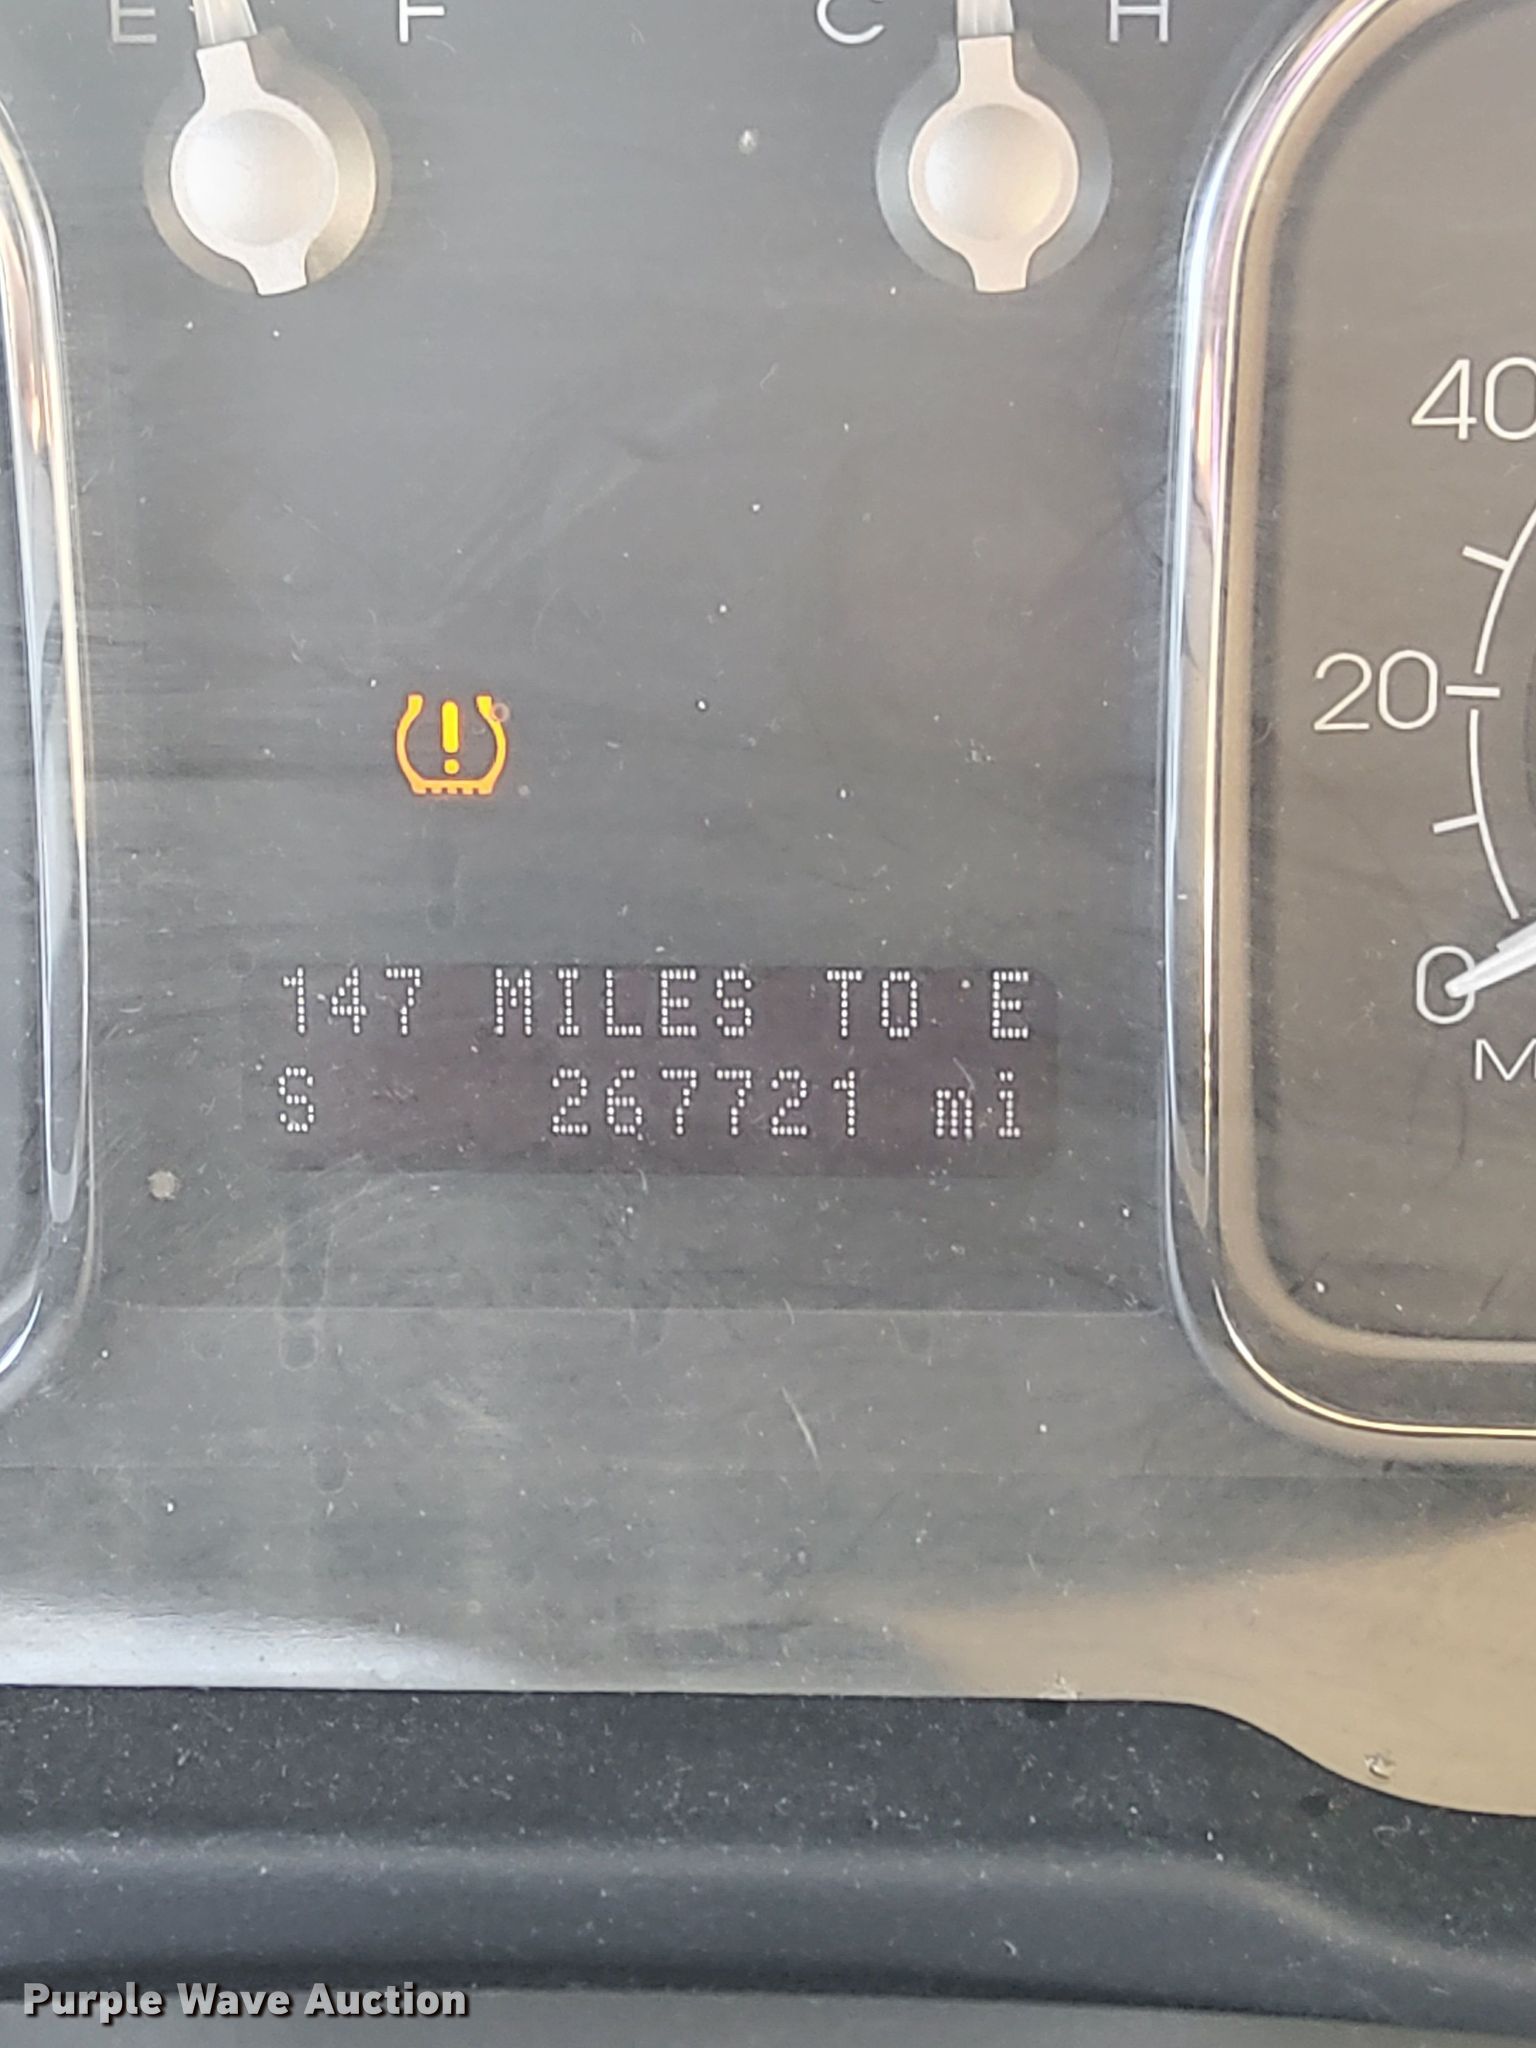 E F C H
40
20
0
M
147 MILES TO E
S 267721 mi
Purple Wave Auction